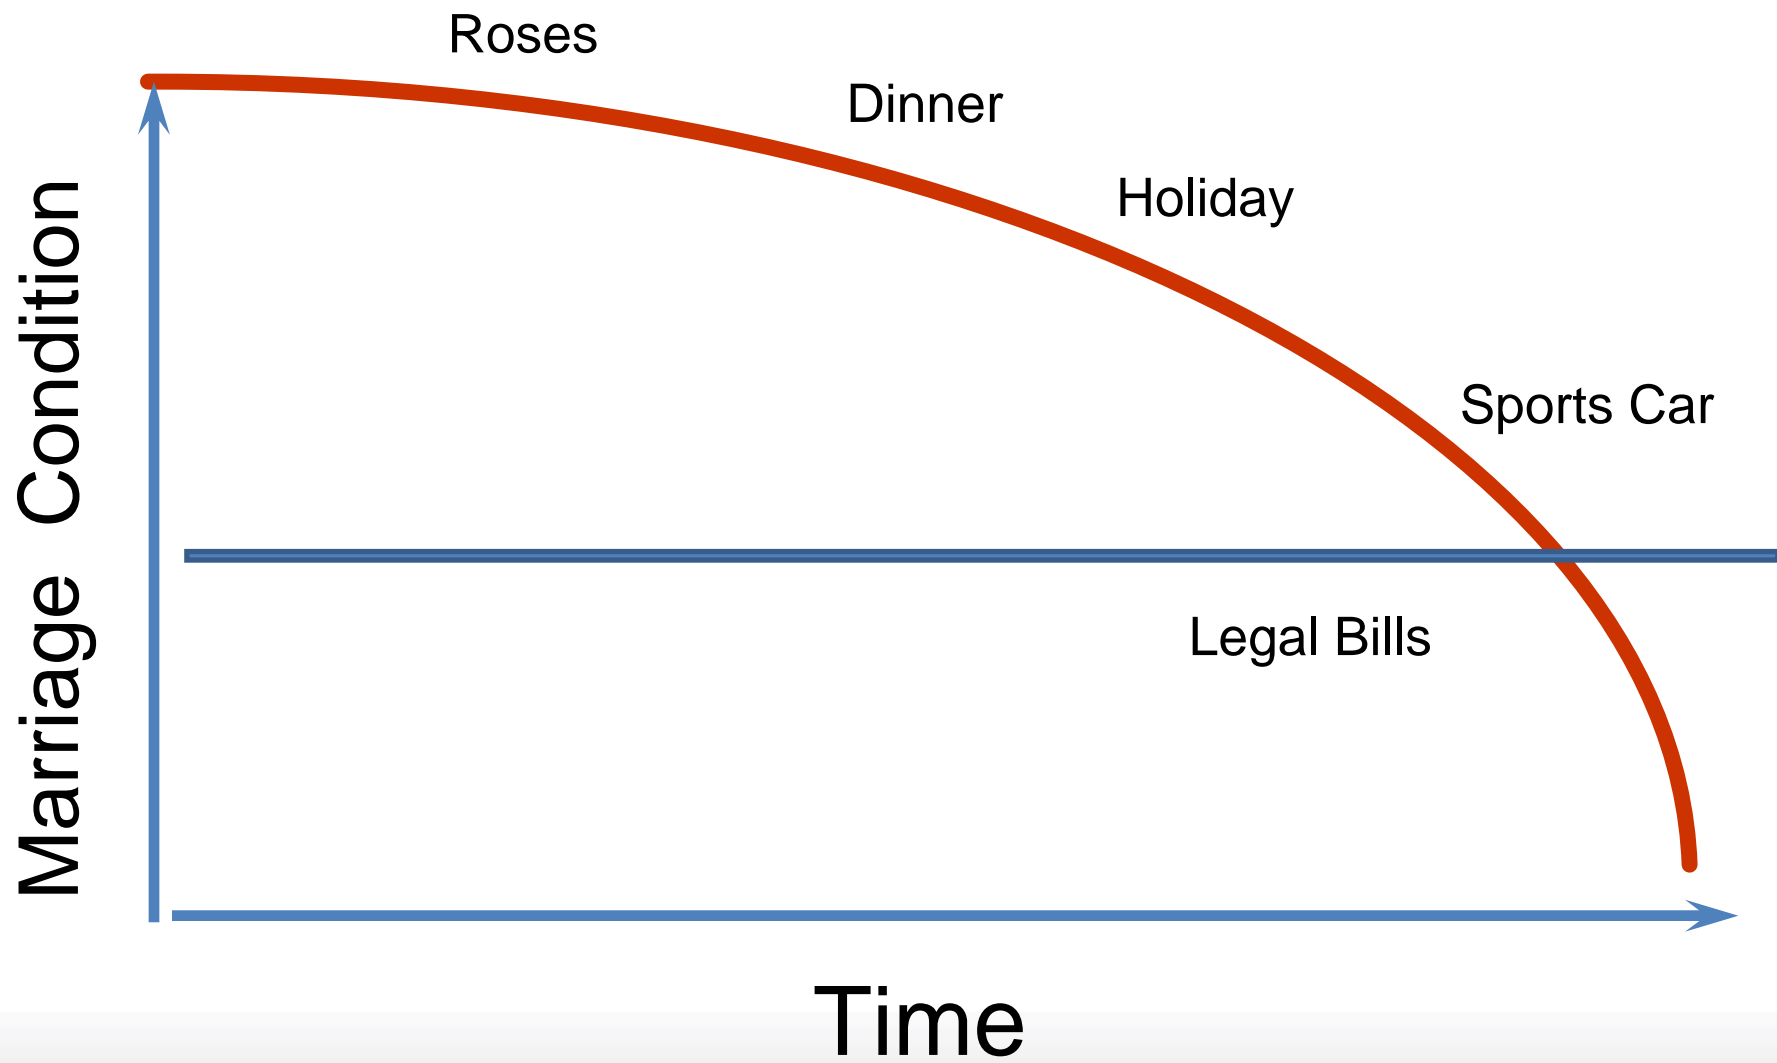 Roses
Dinner
Holiday
Sports Car
Legal Bills
Marriage Condition
Time